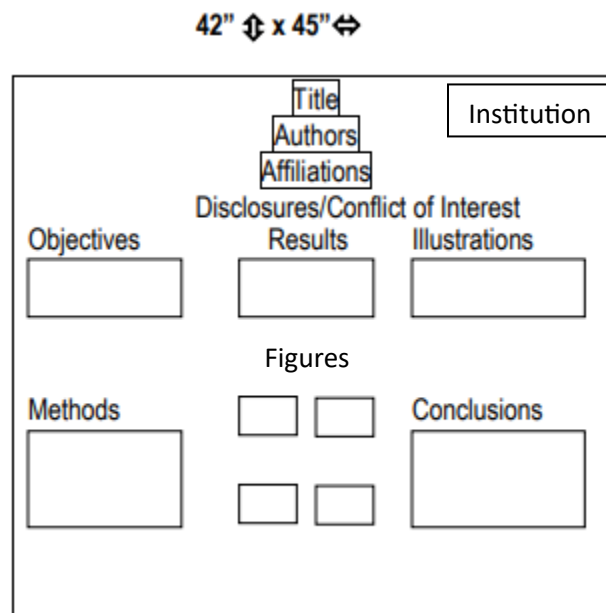 42” ⇕ x 45” ⇔
Title
Institution
Authors
Affiliations
Disclosures/Conflict of Interest
Objectives Results Illustrations
Figures
Methods Conclusions